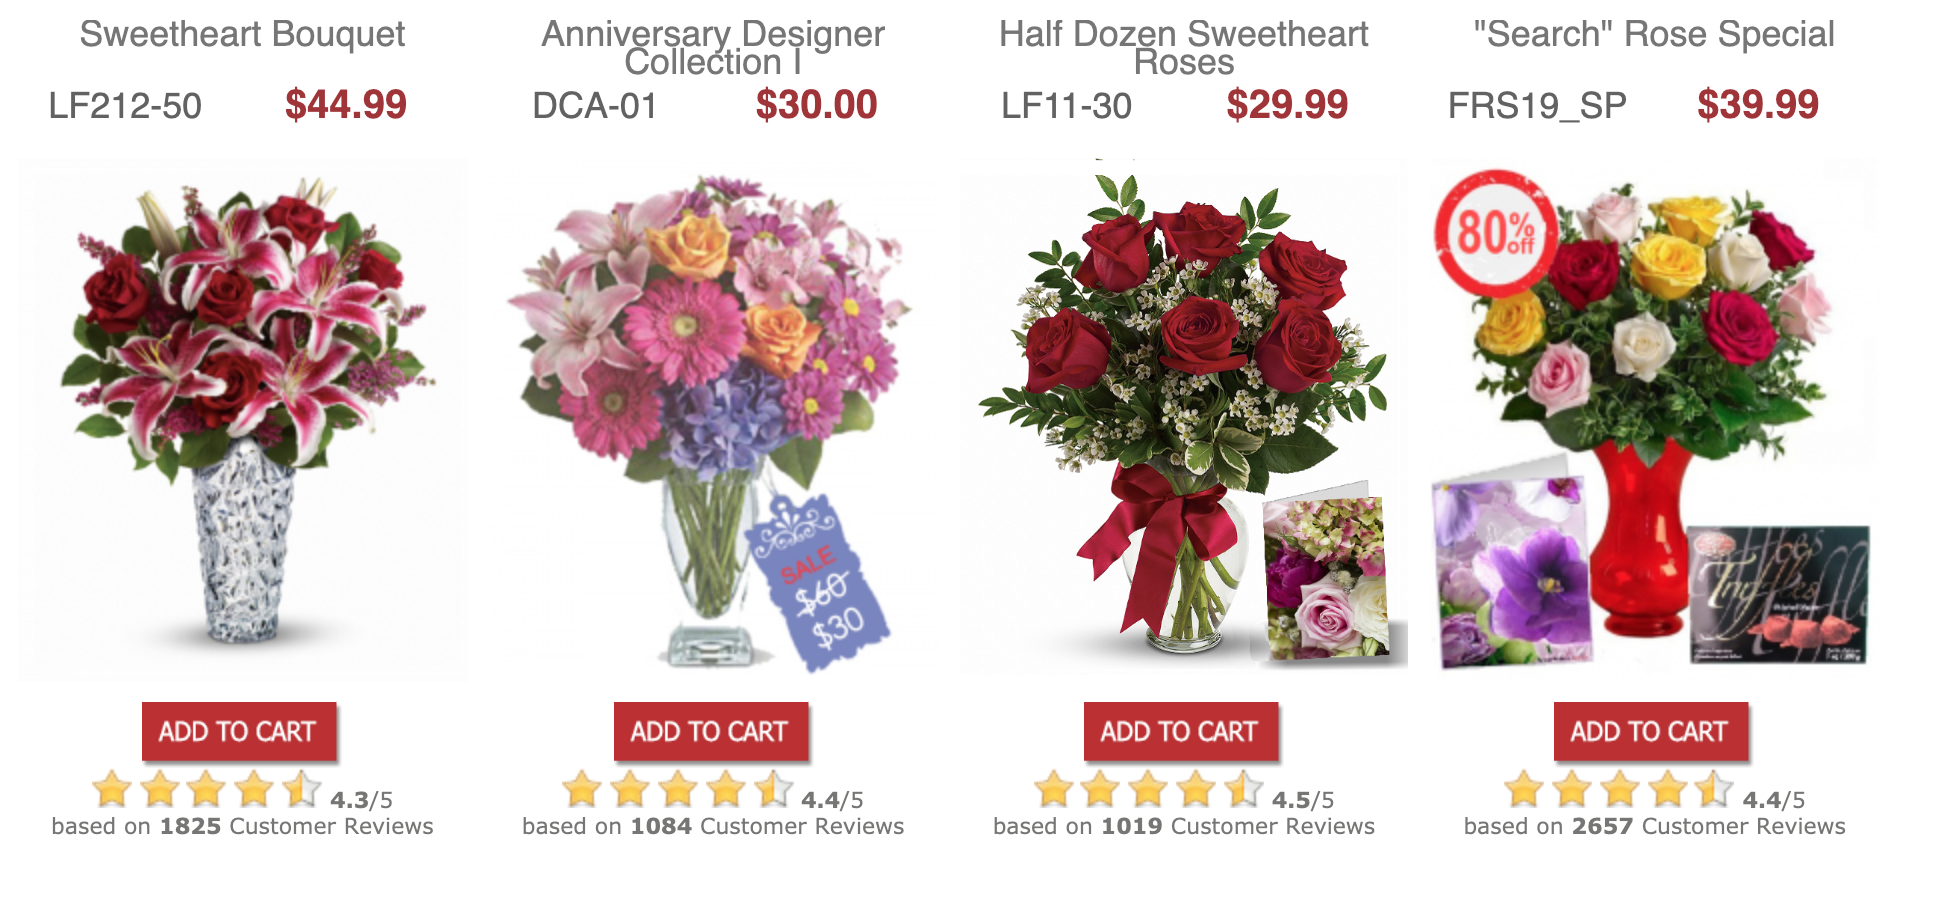 Sweetheart Bouquet
LF212-50 $44.99
ADD TO CART
4.3/5
based on 1825 Customer Reviews
Anniversary Designer
Collection I
DCA-01 $30.00
SALE
$60
$30
ADD TO CART
4.4/5
based on 1084 Customer Reviews
Half Dozen Sweetheart
Roses
LF11-30 $29.99
ADD TO CART
4.5/5
based on 1019 Customer Reviews
"Search" Rose Special
FRS19_SP $39.99
80%
off
Truffles
ADD TO CART
4.4/5
based on 2657 Customer Reviews